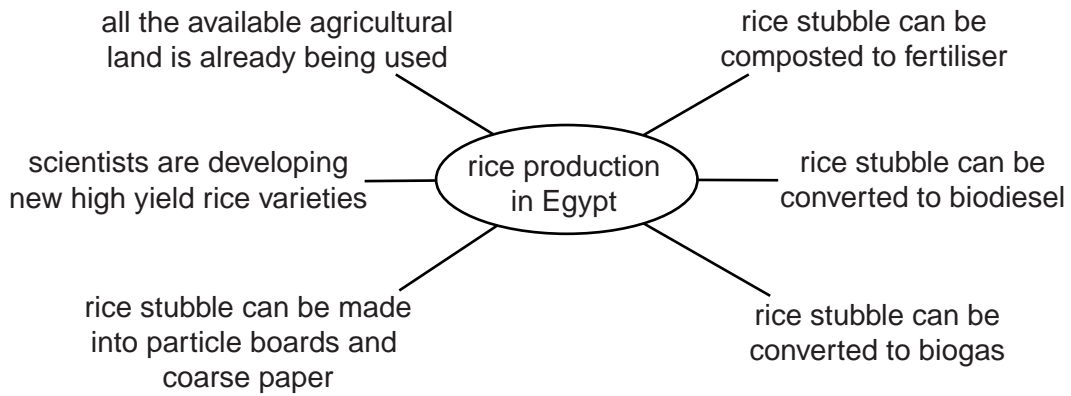 all the available agricultural
land is already being used
rice stubble can be
composted to fertiliser
scientists are developing
new high yield rice varieties
rice production
in Egypt
rice stubble can be
converted to biodiesel
rice stubble can be made
into particle boards and
coarse paper
rice stubble can be
converted to biogas